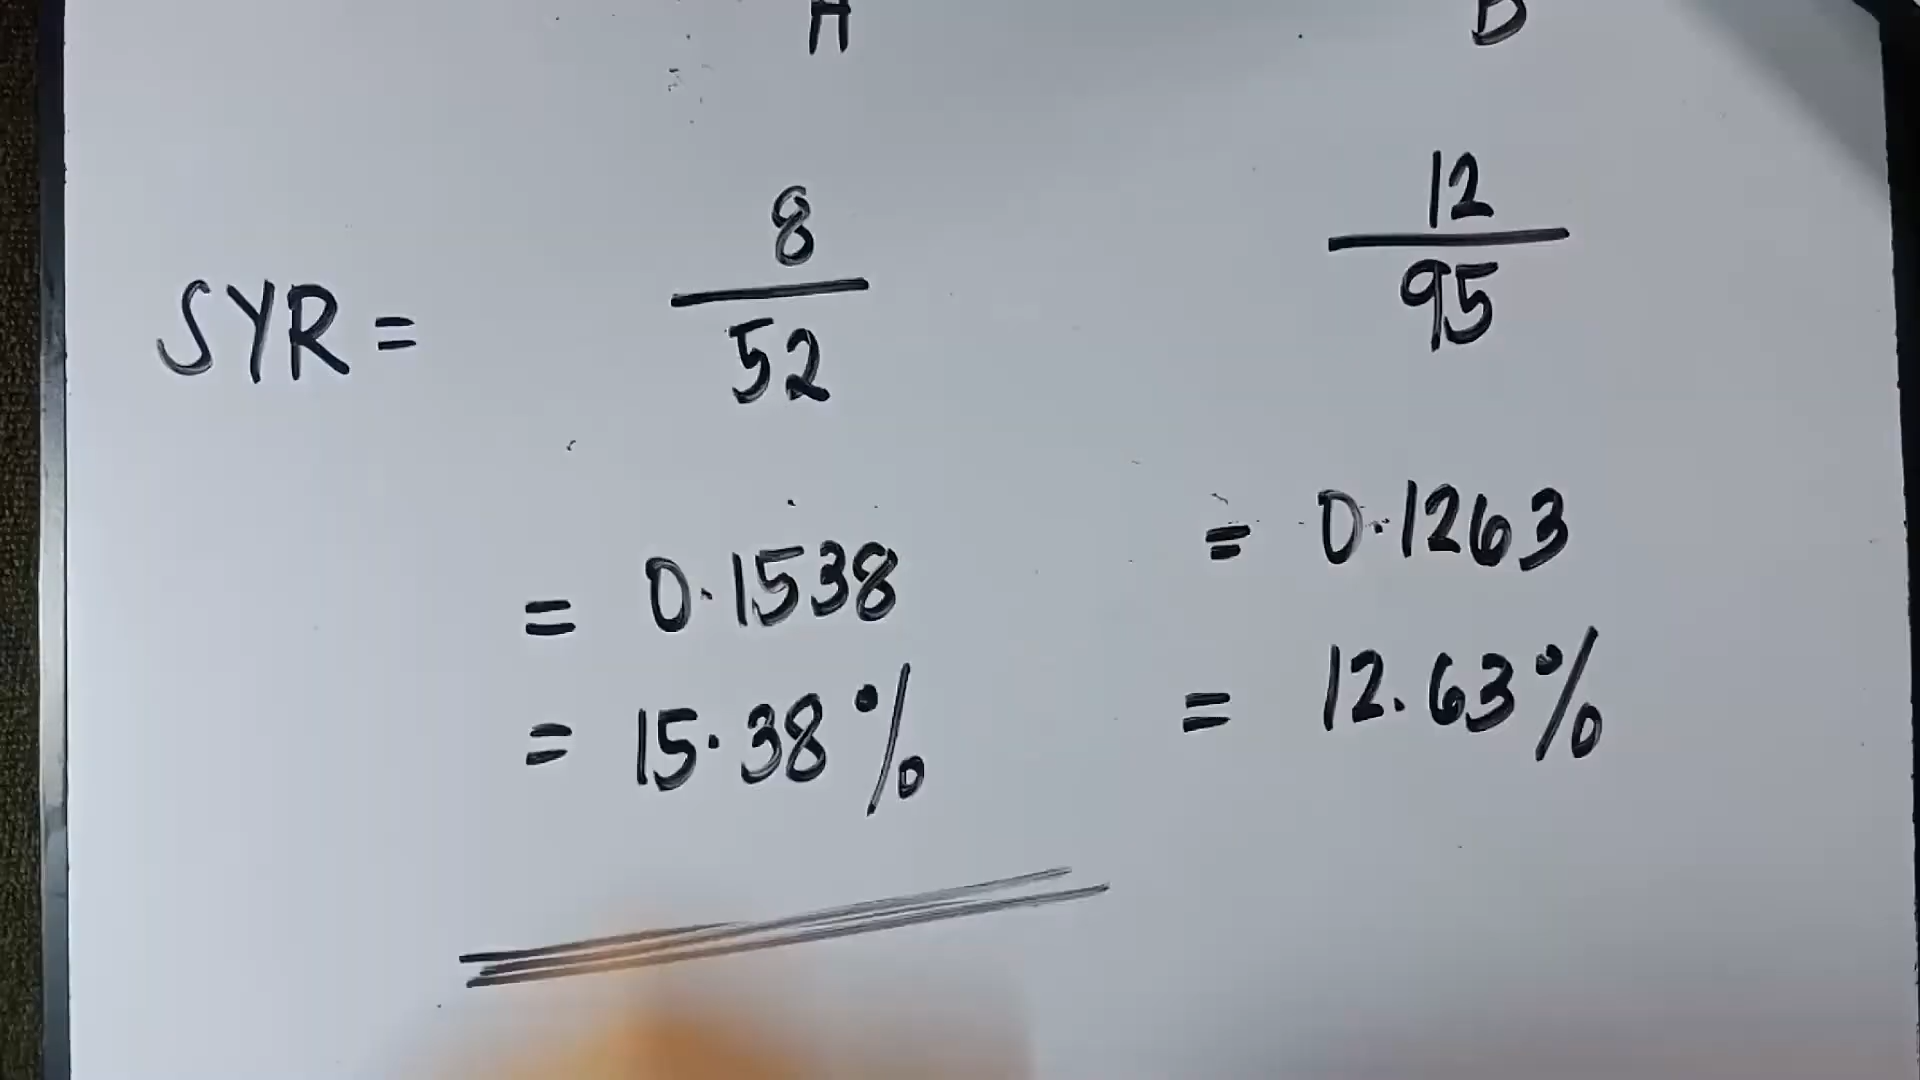 A B
SYR = 8/52 12/95
= 0.1538 = 0.1263
= 15.38% = 12.63%